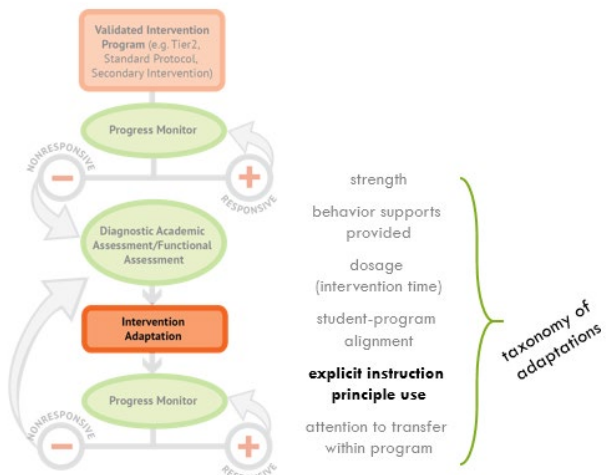 Validated Intervention
Program (e.g. Tier2,
Standard Protocol,
Secondary Intervention)
Progress Monitor
NONRESPONSIVE
RESPONSIVE
Diagnostic Academic
Assessment/Functional
Assessment
Intervention
Adaptation
Progress Monitor
NONRESPONSIVE
strength
behavior supports
provided
dosage
(intervention time)
student-program
alignment
explicit instruction
principle use
attention to transfer
within program
taxonomy of
adaptations